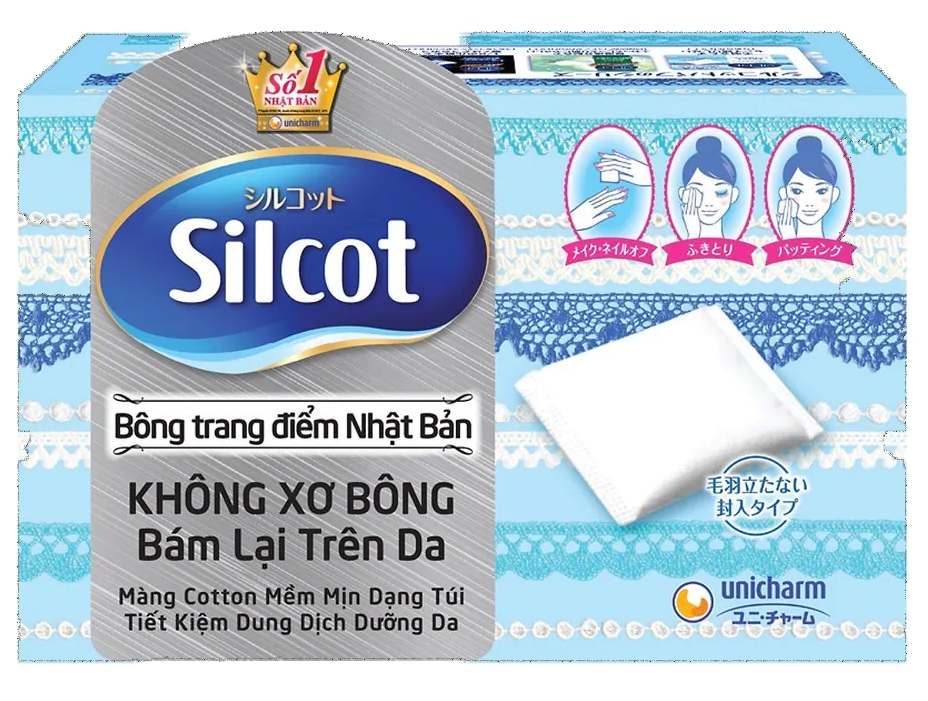 Số 1
NHẬT BẢN
unicharm
シルコット
Silcot
Bông trang điểm Nhật Bản
KHÔNG XƠ BÔNG
Bám Lại Trên Da
Màng Cotton Mềm Mịn Dạng Túi
Tiết Kiệm Dung Dịch Dưỡng Da
メイク・ネイルオフ
ふきとり
パッティング
毛羽立たない
封入タイプ
unicharm
ユニ・チャーム